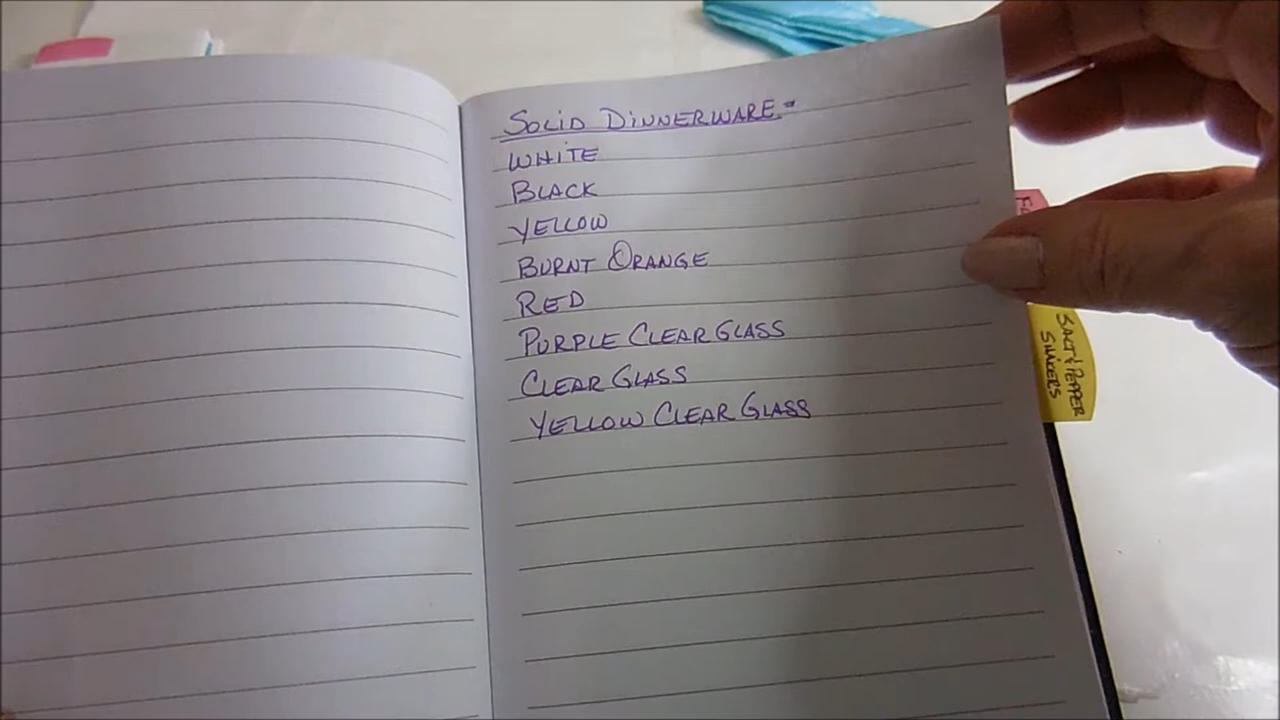 SOLID DINNERWARE-
WHITE
BLACK
YELLOW
BURNT ORANGE
RED
PURPLE CLEAR GLASS
CLEAR GLASS
YELLOW CLEAR GLASS
SALT & PEPPER
SHAKERS